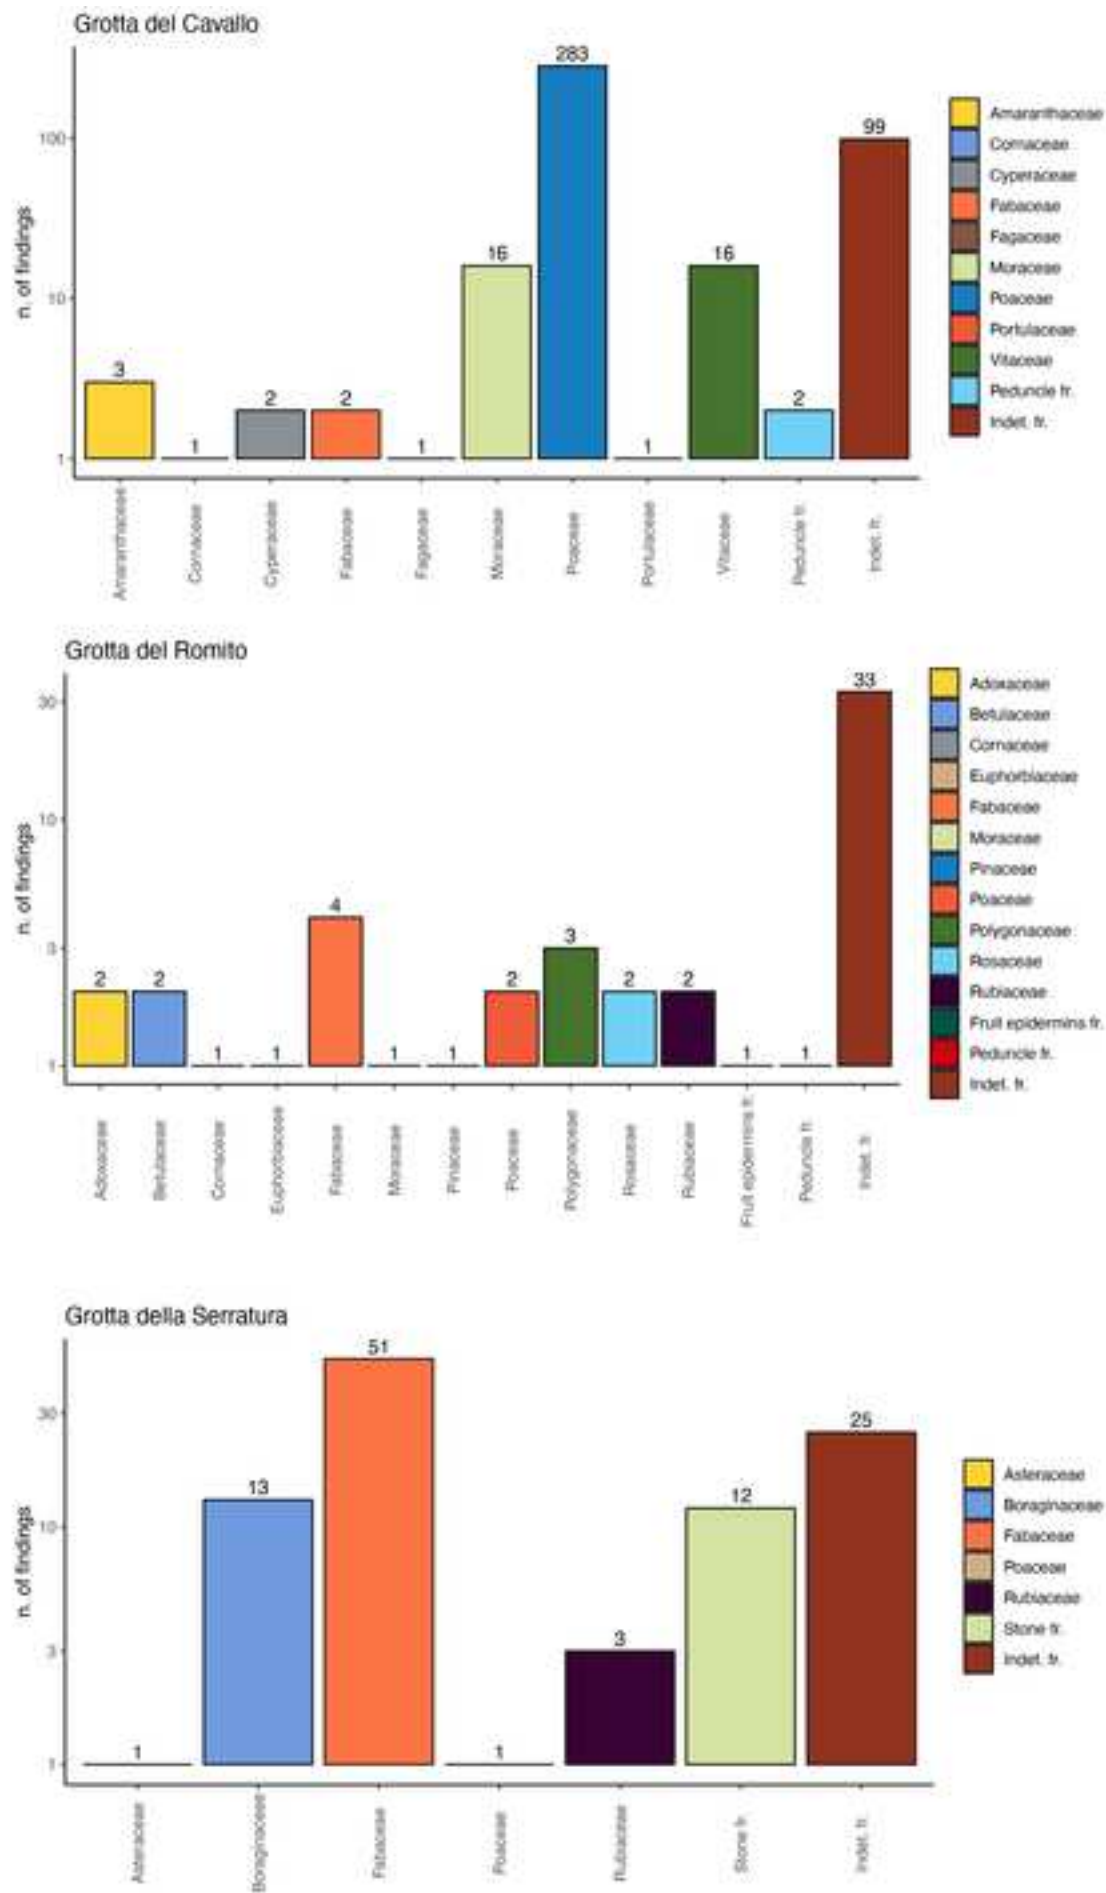 Grotta del Cavallo
n. of findings
100
10
1
3
1
2
2
1
16
283
1
16
2
99
Amaranthaceae
Cornaceae
Cyperaceae
Fabaceae
Fagaceae
Moraceae
Poaceae
Portulaceae
Vitaceae
Peduncle fr.
Indet. fr.
Amaranthaceae
Cornaceae
Cyperaceae
Fabaceae
Fagaceae
Moraceae
Poaceae
Portulaceae
Vitaceae
Peduncle fr.
Indet. fr.
Grotta del Romito
n. of findings
30
10
3
1
2
2
1
1
4
1
1
2
3
2
2
1
1
33
Adoxaceae
Betulaceae
Cornaceae
Euphorbiaceae
Fabaceae
Moraceae
Pinaceae
Poaceae
Polygonaceae
Rosaceae
Rubiaceae
Fruit epidermins fr.
Peduncle fr.
Indet. fr.
Adoxaceae
Betulaceae
Cornaceae
Euphorbiaceae
Fabaceae
Moraceae
Pinaceae
Poaceae
Polygonaceae
Rosaceae
Rubiaceae
Fruit epidermins fr.
Peduncle fr.
Indet. fr.
Grotta della Serratura
n. of findings
30
10
3
1
1
13
51
1
3
12
25
Asteraceae
Boraginaceae
Fabaceae
Poaceae
Rubiaceae
Stone fr.
Indet. fr.
Asteraceae
Boraginaceae
Fabaceae
Poaceae
Rubiaceae
Stone fr.
Indet. fr.